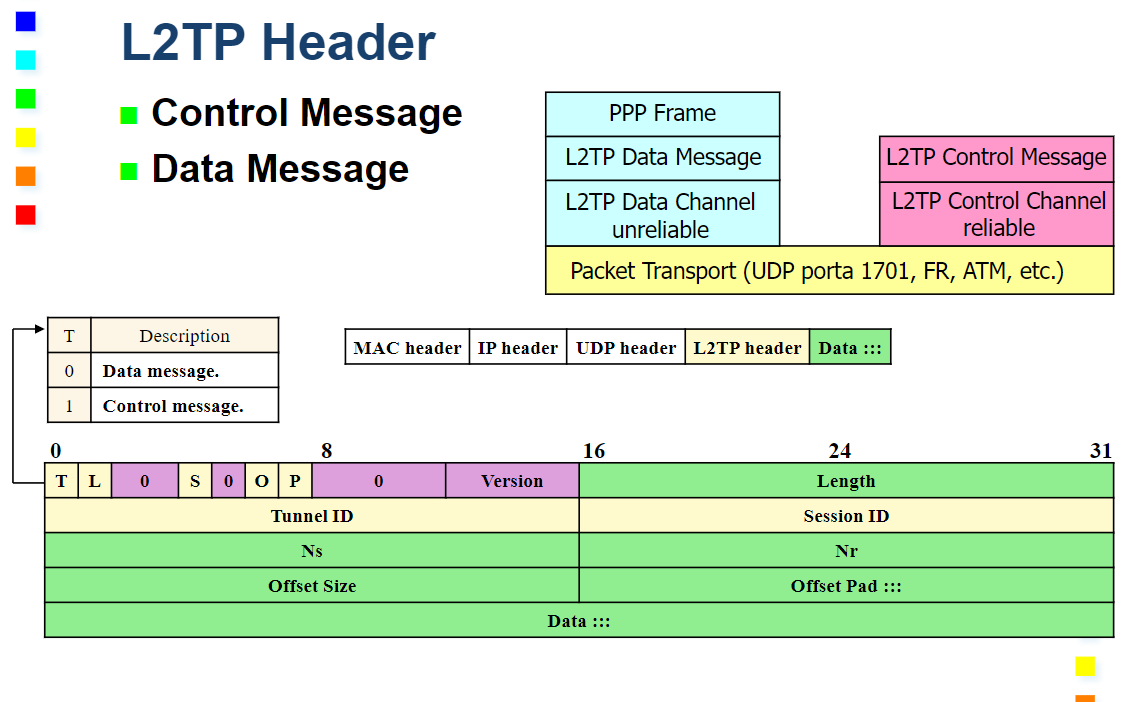 L2TP Header
Control Message
Data Message
PPP Frame
L2TP Data Message
L2TP Data Channel
unreliable
L2TP Control Message
L2TP Control Channel
reliable
Packet Transport (UDP porta 1701, FR, ATM, etc.)
T Description
0 Data message.
1 Control message.
MAC header IP header UDP header L2TP header Data :::
0 8 16 24 31
T L 0 S 0 O P 0 Version Length
Tunnel ID Session ID
Ns Nr
Offset Size Offset Pad :::
Data :::